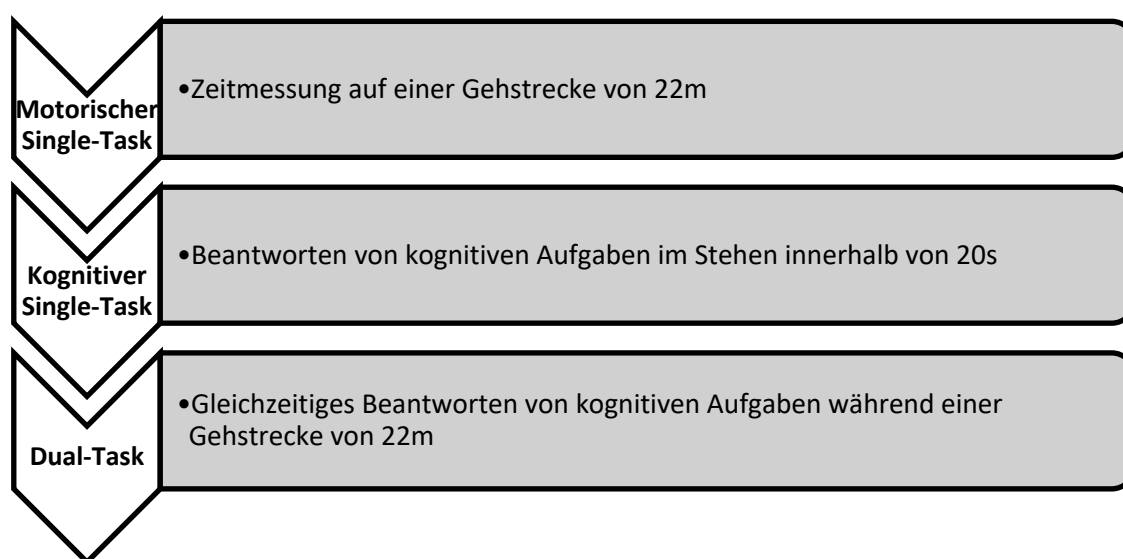 Motorischer
Single-Task
•Zeitmessung auf einer Gehstrecke von 22m
Kognitiver
Single-Task
•Beantworten von kognitiven Aufgaben im Stehen innerhalb von 20s
Dual-Task
•Gleichzeitiges Beantworten von kognitiven Aufgaben während einer
Gehstrecke von 22m